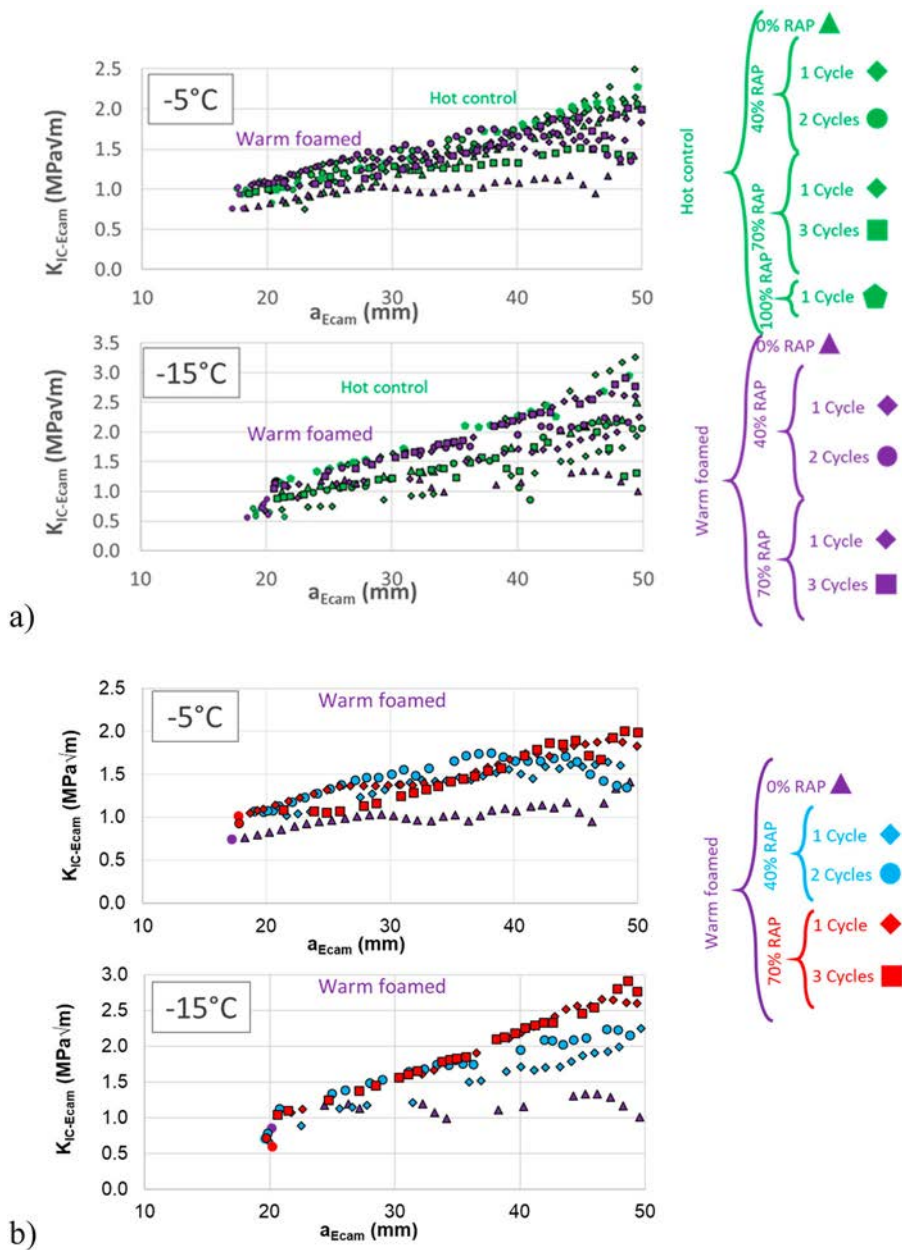 2.5
2.0
1.5
1.0
0.5
0.0
-5°C
Hot control
Warm foamed
K_IC-Ecam (MPa√m)
10 20 30 40 50
a_Ecam (mm)
3.5
3.0
2.5
2.0
1.5
1.0
0.5
0.0
-15°C
Hot control
Warm foamed
K_IC-Ecam (MPa√m)
10 20 30 40 50
a_Ecam (mm)
a)
Hot control
0% RAP
40% RAP
1 Cycle
2 Cycles
70% RAP
1 Cycle
3 Cycles
100% RAP
1 Cycle
Warm foamed
0% RAP
40% RAP
1 Cycle
2 Cycles
70% RAP
1 Cycle
3 Cycles
2.5
2.0
1.5
1.0
0.5
0.0
-5°C
Warm foamed
K_IC-Ecam (MPa√m)
10 20 30 40 50
a_Ecam (mm)
3.0
2.5
2.0
1.5
1.0
0.5
0.0
-15°C
Warm foamed
K_IC-Ecam (MPa√m)
10 20 30 40 50
a_Ecam (mm)
b)
Warm foamed
0% RAP
40% RAP
1 Cycle
2 Cycles
70% RAP
1 Cycle
3 Cycles